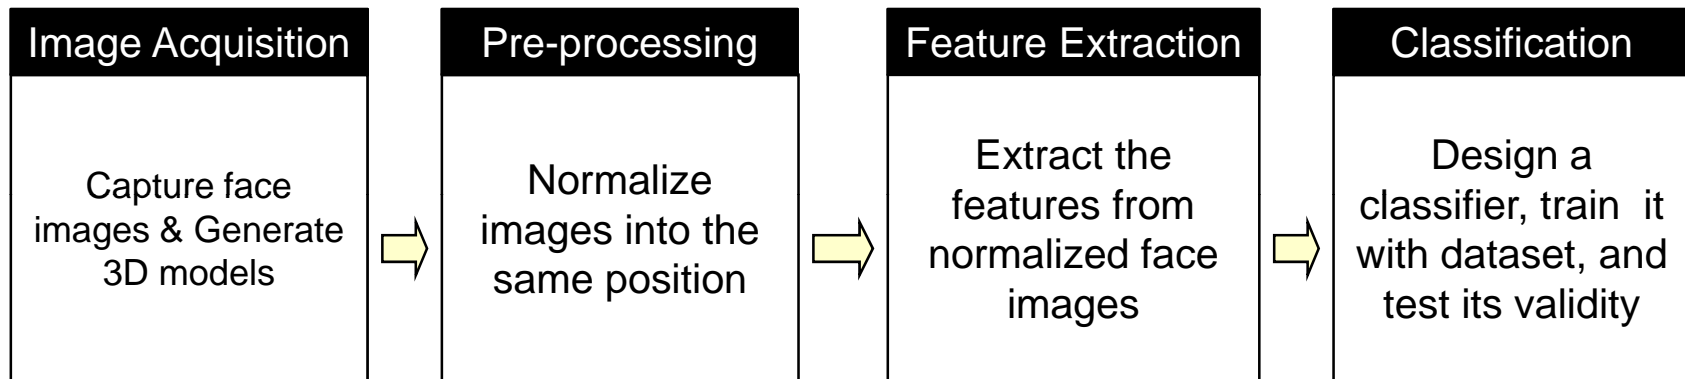 Image Acquisition
Capture face
images & Generate
3D models
Pre-processing
Normalize
images into the
same position
Feature Extraction
Extract the
features from
normalized face
images
Classification
Design a
classifier, train  it
with dataset, and
test its validity